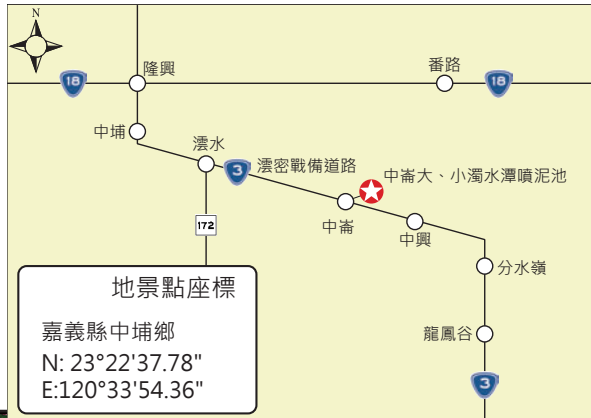 N
18
隆興
番路
18
中埔
澐水
3
澐密戰備道路
中崙大、小濁水潭噴泥池
中崙
中興
172
分水嶺
地景點座標
嘉義縣中埔鄉
N: 23°22'37.78"
E:120°33'54.36"
龍鳳谷
3